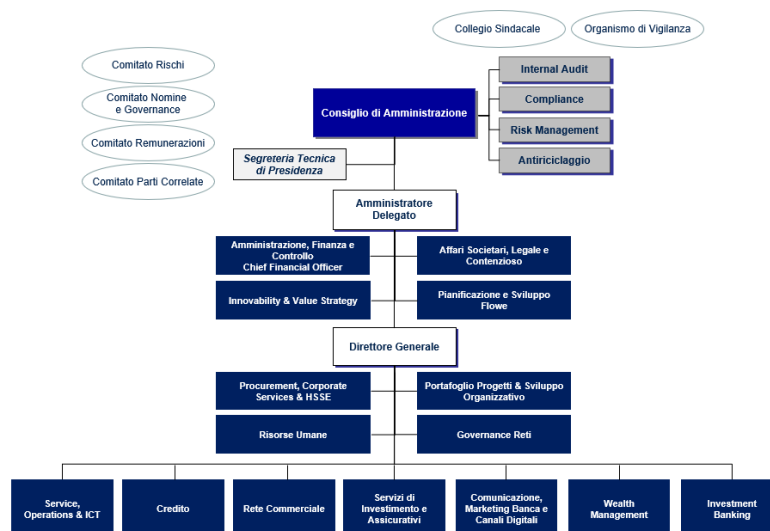 Collegio Sindacale
Organismo di Vigilanza
Comitato Rischi
Comitato Nomine
e Governance
Comitato Remunerazioni
Comitato Parti Correlate
Consiglio di Amministrazione
Internal Audit
Compliance
Risk Management
Antiriciclaggio
Segreteria Tecnica
di Presidenza
Amministratore
Delegato
Amministrazione, Finanza e
Controllo
Chief Financial Officer
Affari Societari, Legale e
Contenzioso
Innovability & Value Strategy
Pianificazione e Sviluppo
Flowe
Direttore Generale
Procurement, Corporate
Services & HSSE
Portafoglio Progetti & Sviluppo
Organizzativo
Risorse Umane
Governance Reti
Service,
Operations & ICT
Credito
Rete Commerciale
Servizi di
Investimento e
Assicurativi
Comunicazione,
Marketing Banca e
Canali Digitali
Wealth
Management
Investment
Banking